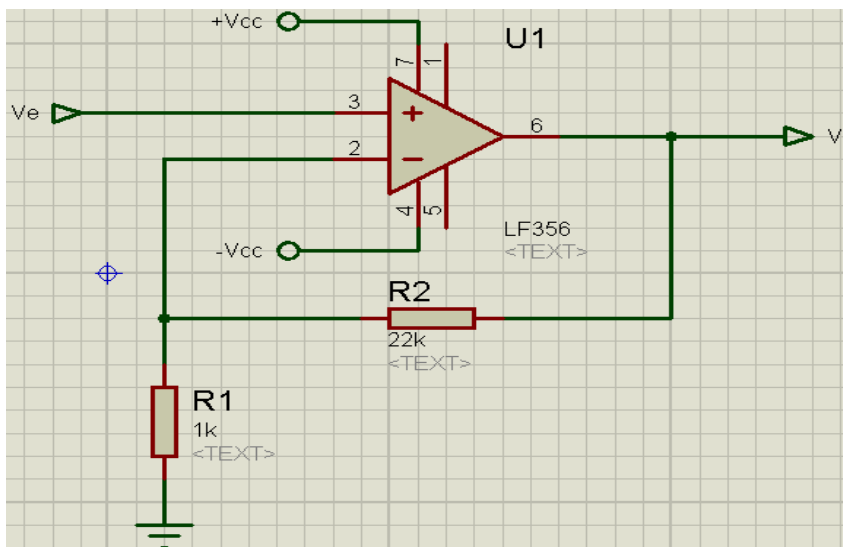 +Vcc
U1
7
1
Ve
3
+
6
V
2
−
4
5
-Vcc
LF356
<TEXT>
R2
22k
<TEXT>
R1
1k
<TEXT>